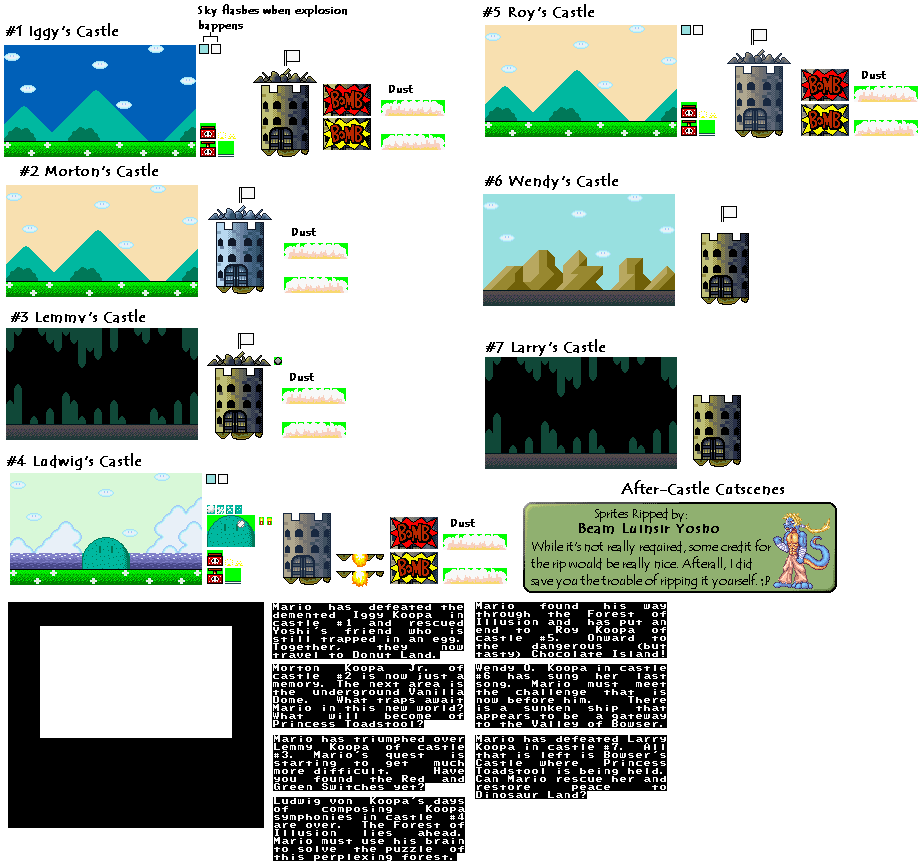 Sky flashes when explosion
happens
#1 Iggy's Castle
BOMB
BOMB
Dust
#2 Morton's Castle
Dust
#3 Lemmy's Castle
Dust
#4 Ludwig's Castle
BOMB
BOMB
Dust
#5 Roy's Castle
BOMB
BOMB
Dust
#6 Wendy's Castle
#7 Larry's Castle
After-Castle Cutscenes
Sprites Ripped by:
Beam Luinsir Yosho
While it's not really required, some credit for
the rip would be really nice. Afterall, I did
save you the trouble of ripping it yourself. :P
Mario has defeated the
demented Iggy Koopa in
castle #1 and rescued
Yoshi's friend who is
still trapped in an egg.
Together, they now
travel to Donut Land.
Morton Koopa Jr. of
castle #2 is now just a
memory. The next area is
the underground Vanilla
Dome. What traps await
Mario in this new world?
What will become of
Princess Toadstool?
Mario has triumphed over
Lemmy Koopa of castle
#3. Mario's quest is
starting to get much
more difficult. Have
you found the Red and
Green Switches yet?
Ludwig von Koopa's days
of composing Koopa
symphonies in castle #4
are over. The Forest of
Illusion lies ahead.
Mario must use his brain
to solve the puzzle of
this perplexing forest.
Mario found his way
through the Forest of
Illusion and has put an
end to Roy Koopa of
castle #5. Onward to
the dangerous (but
tasty) Chocolate Island!
Wendy O. Koopa in castle
#6 has sung her last
song. Mario must meet
the challenge that is
now before him. There
is a sunken ship that
appears to be a gateway
to the Valley of Bowser.
Mario has defeated Larry
Koopa in castle #7. All
that is left is Bowser's
Castle where Princess
Toadstool is being held.
Can Mario rescue her and
restore peace to
Dinosaur Land?